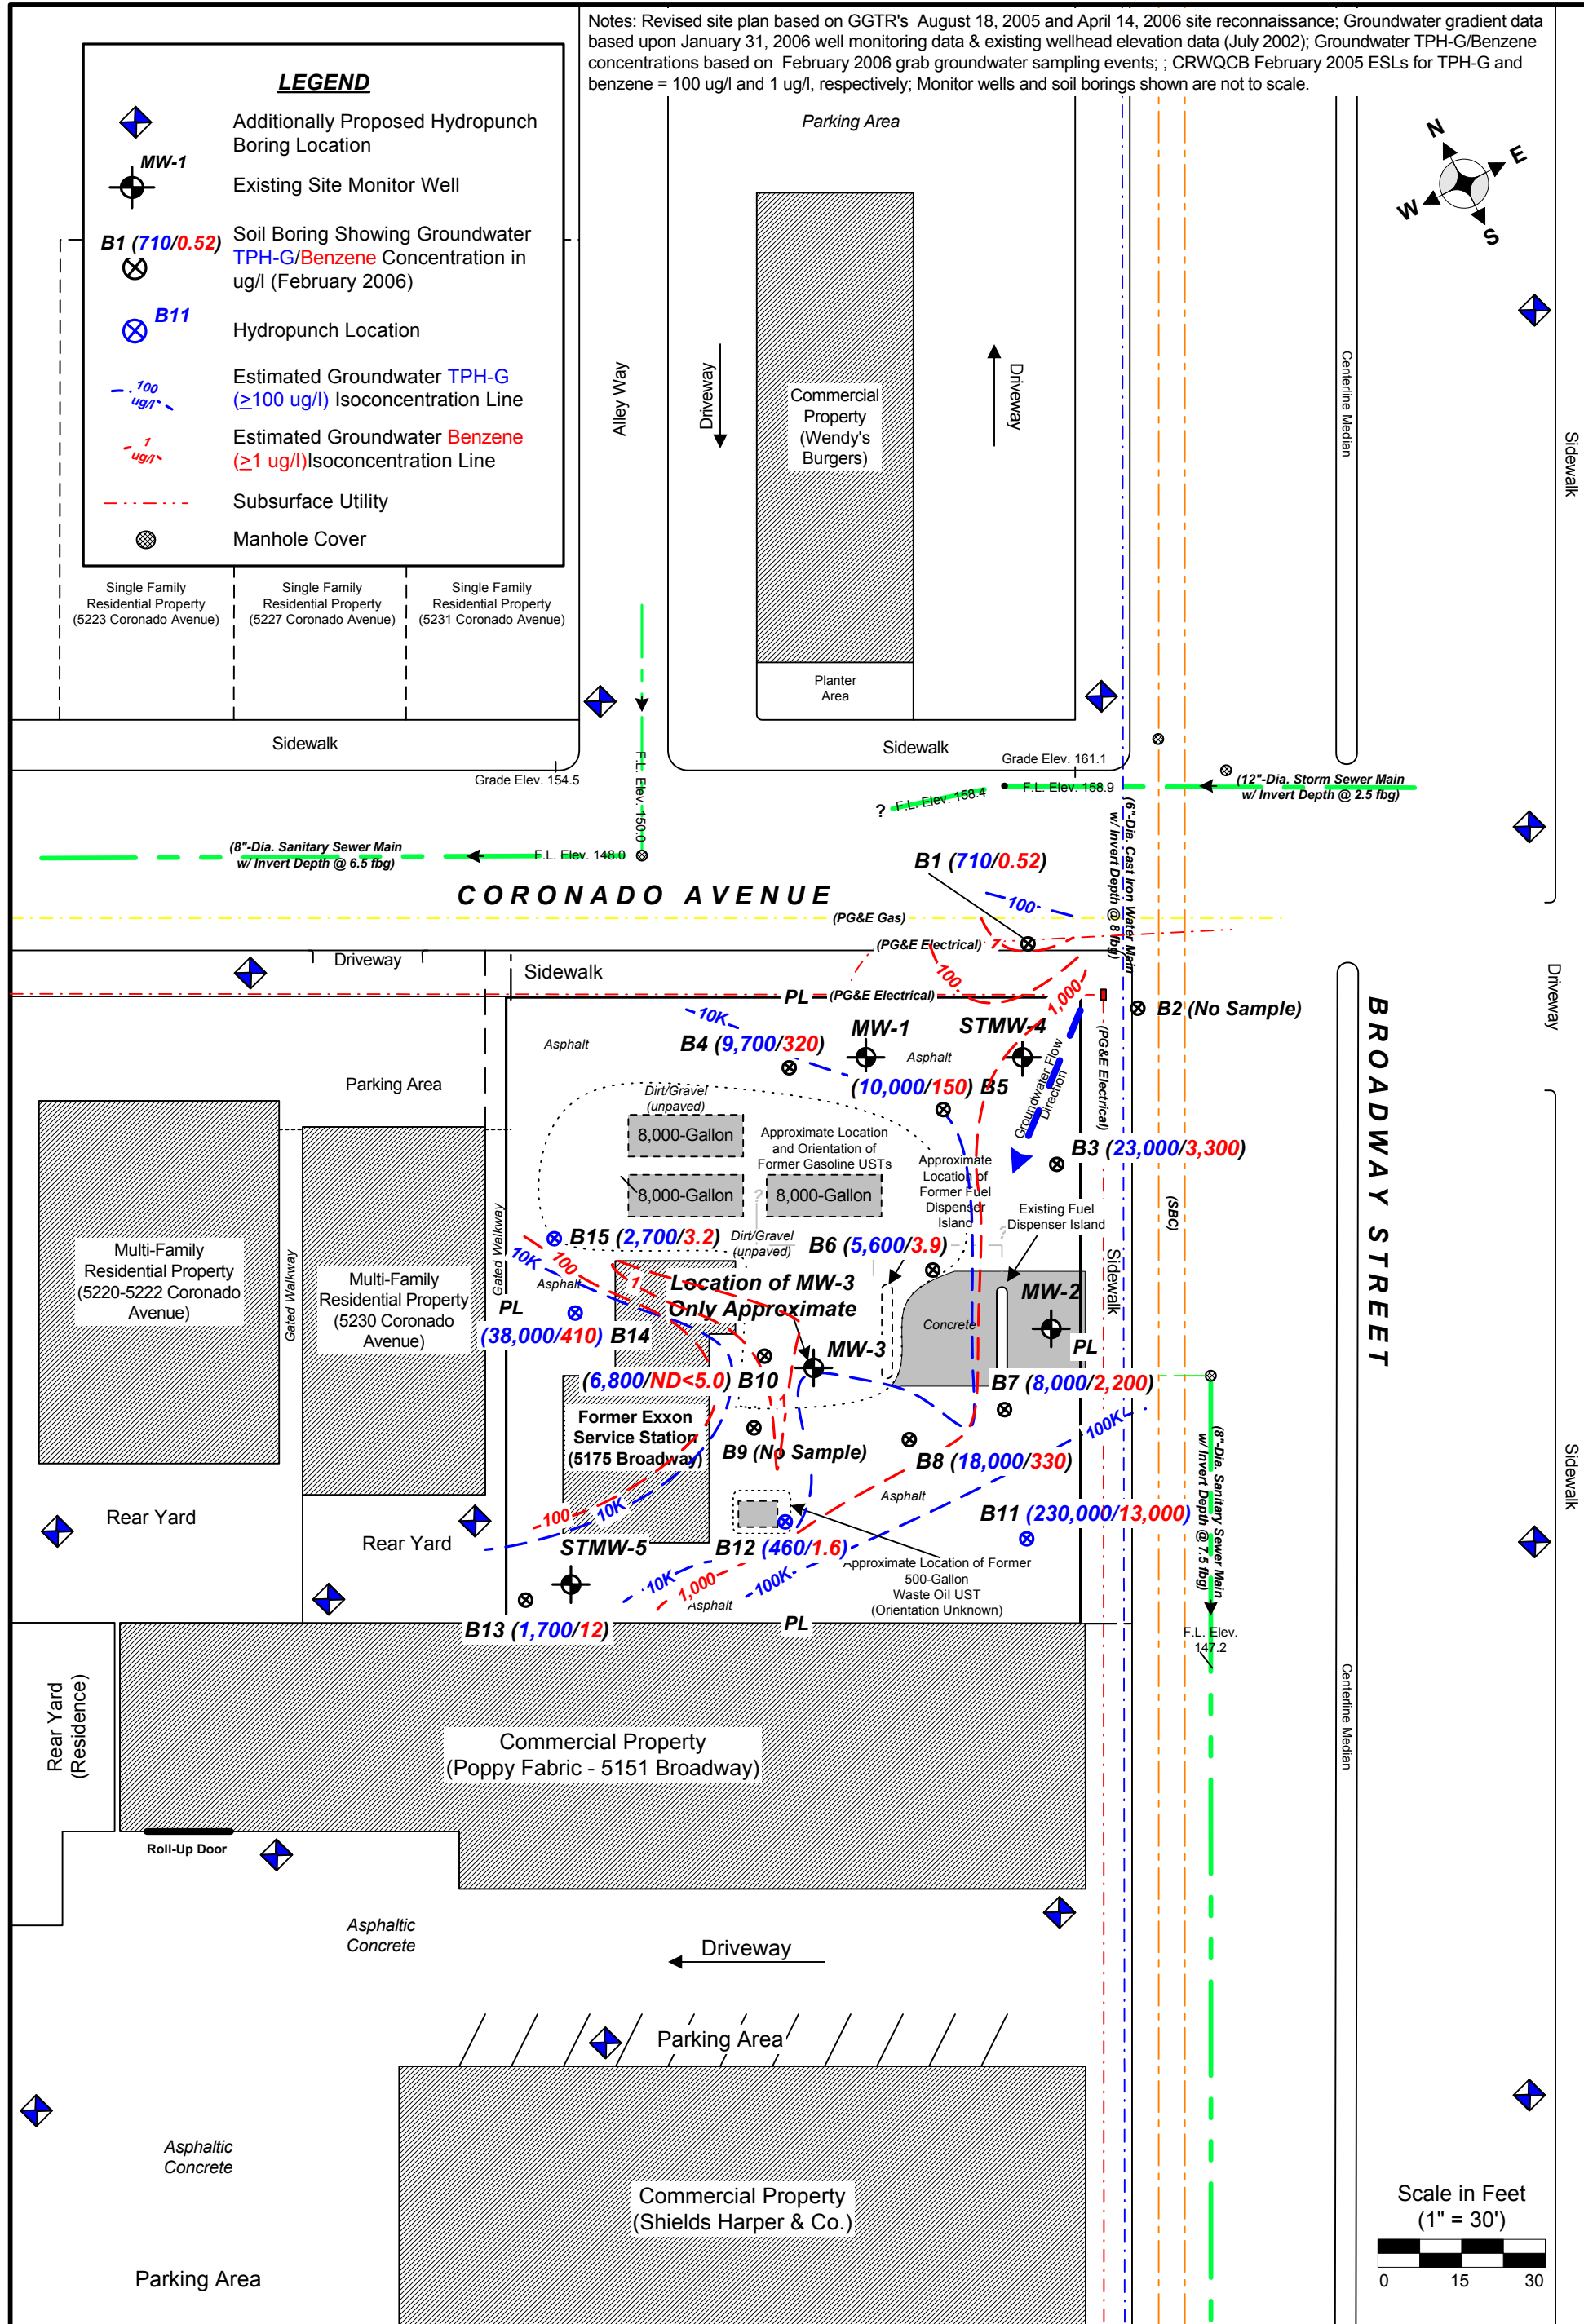 Notes: Revised site plan based on GGTR's August 18, 2005 and April 14, 2006 site reconnaissance; Groundwater gradient data
based upon January 31, 2006 well monitoring data & existing wellhead elevation data (July 2002); Groundwater TPH-G/Benzene
concentrations based on February 2006 grab groundwater sampling events; ; CRWQCB February 2005 ESLs for TPH-G and
benzene = 100 ug/l and 1 ug/l, respectively; Monitor wells and soil borings shown are not to scale.
LEGEND
Additionally Proposed Hydropunch
Boring Location
MW-1
Existing Site Monitor Well
B1 (710/0.52)
Soil Boring Showing Groundwater
TPH-G/Benzene Concentration in
ug/l (February 2006)
B11
Hydropunch Location
100
ug/l
Estimated Groundwater TPH-G
(≥100 ug/l) Isoconcentration Line
1
ug/l
Estimated Groundwater Benzene
(≥1 ug/l)Isoconcentration Line
Subsurface Utility
Manhole Cover
Single Family
Residential Property
(5223 Coronado Avenue)
Single Family
Residential Property
(5227 Coronado Avenue)
Single Family
Residential Property
(5231 Coronado Avenue)
Parking Area
N
E
W
S
Alley Way
Driveway
Commercial
Property
(Wendy's
Burgers)
Driveway
Centerline Median
Sidewalk
Planter
Area
Sidewalk
Sidewalk
Grade Elev. 154.5
F.L. Elev. 150.0
Grade Elev. 161.1
F.L. Elev. 158.9
F.L. Elev. 158.4
?
(12"-Dia. Storm Sewer Main
w/ Invert Depth @ 2.5 fbg)
(8"-Dia. Sanitary Sewer Main
w/ Invert Depth @ 6.5 fbg)
F.L. Elev. 148.0
(6"-Dia. Cast Iron Water Main
w/ Invert Depth @ 8 fbg)
B1 (710/0.52)
CORONADO AVENUE
100
(PG&E Gas)
(PG&E Electrical)
1
Driveway
Sidewalk
100
1,000
PL
(PG&E Electrical)
B2 (No Sample)
Driveway
BROADWAY STREET
10K
MW-1
STMW-4
Asphalt
B4 (9,700/320)
Asphalt
(10,000/150) B5
Groundwater Flow
Direction
(PG&E Electrical)
Parking Area
Dirt/Gravel
(unpaved)
8,000-Gallon
Approximate Location
and Orientation of
Former Gasoline USTs
8,000-Gallon
?
8,000-Gallon
Approximate
Location of
Former Fuel
Dispenser
Island
B3 (23,000/3,300)
Existing Fuel
Dispenser Island
?
(SBC)
Multi-Family
Residential Property
(5220-5222 Coronado
Avenue)
Gated Walkway
Multi-Family
Residential Property
(5230 Coronado
Avenue)
Gated Walkway
B15 (2,700/3.2)
Dirt/Gravel
(unpaved)
B6 (5,600/3.9)
10K
100
Asphalt
1
Location of MW-3
Only Approximate
MW-2
Sidewalk
PL
(38,000/410) B14
Concrete
MW-3
PL
(6,800/ND<5.0) B10
1
B7 (8,000/2,200)
Former Exxon
Service Station
(5175 Broadway)
B9 (No Sample)
100K
B8 (18,000/330)
(8"-Dia. Sanitary Sewer Main
w/ Invert Depth @ 7.5 fbg)
Sidewalk
Rear Yard
Rear Yard
100
10K
Asphalt
B11 (230,000/13,000)
STMW-5
B12 (460/1.6)
Approximate Location of Former
500-Gallon
Waste Oil UST
(Orientation Unknown)
10K
1,000
100K
Asphalt
B13 (1,700/12)
PL
F.L. Elev.
147.2
Rear Yard
(Residence)
Commercial Property
(Poppy Fabric - 5151 Broadway)
Centerline Median
Roll-Up Door
Asphaltic
Concrete
Driveway
Parking Area
Asphaltic
Concrete
Commercial Property
(Shields Harper & Co.)
Parking Area
Scale in Feet
(1" = 30')
0 15 30